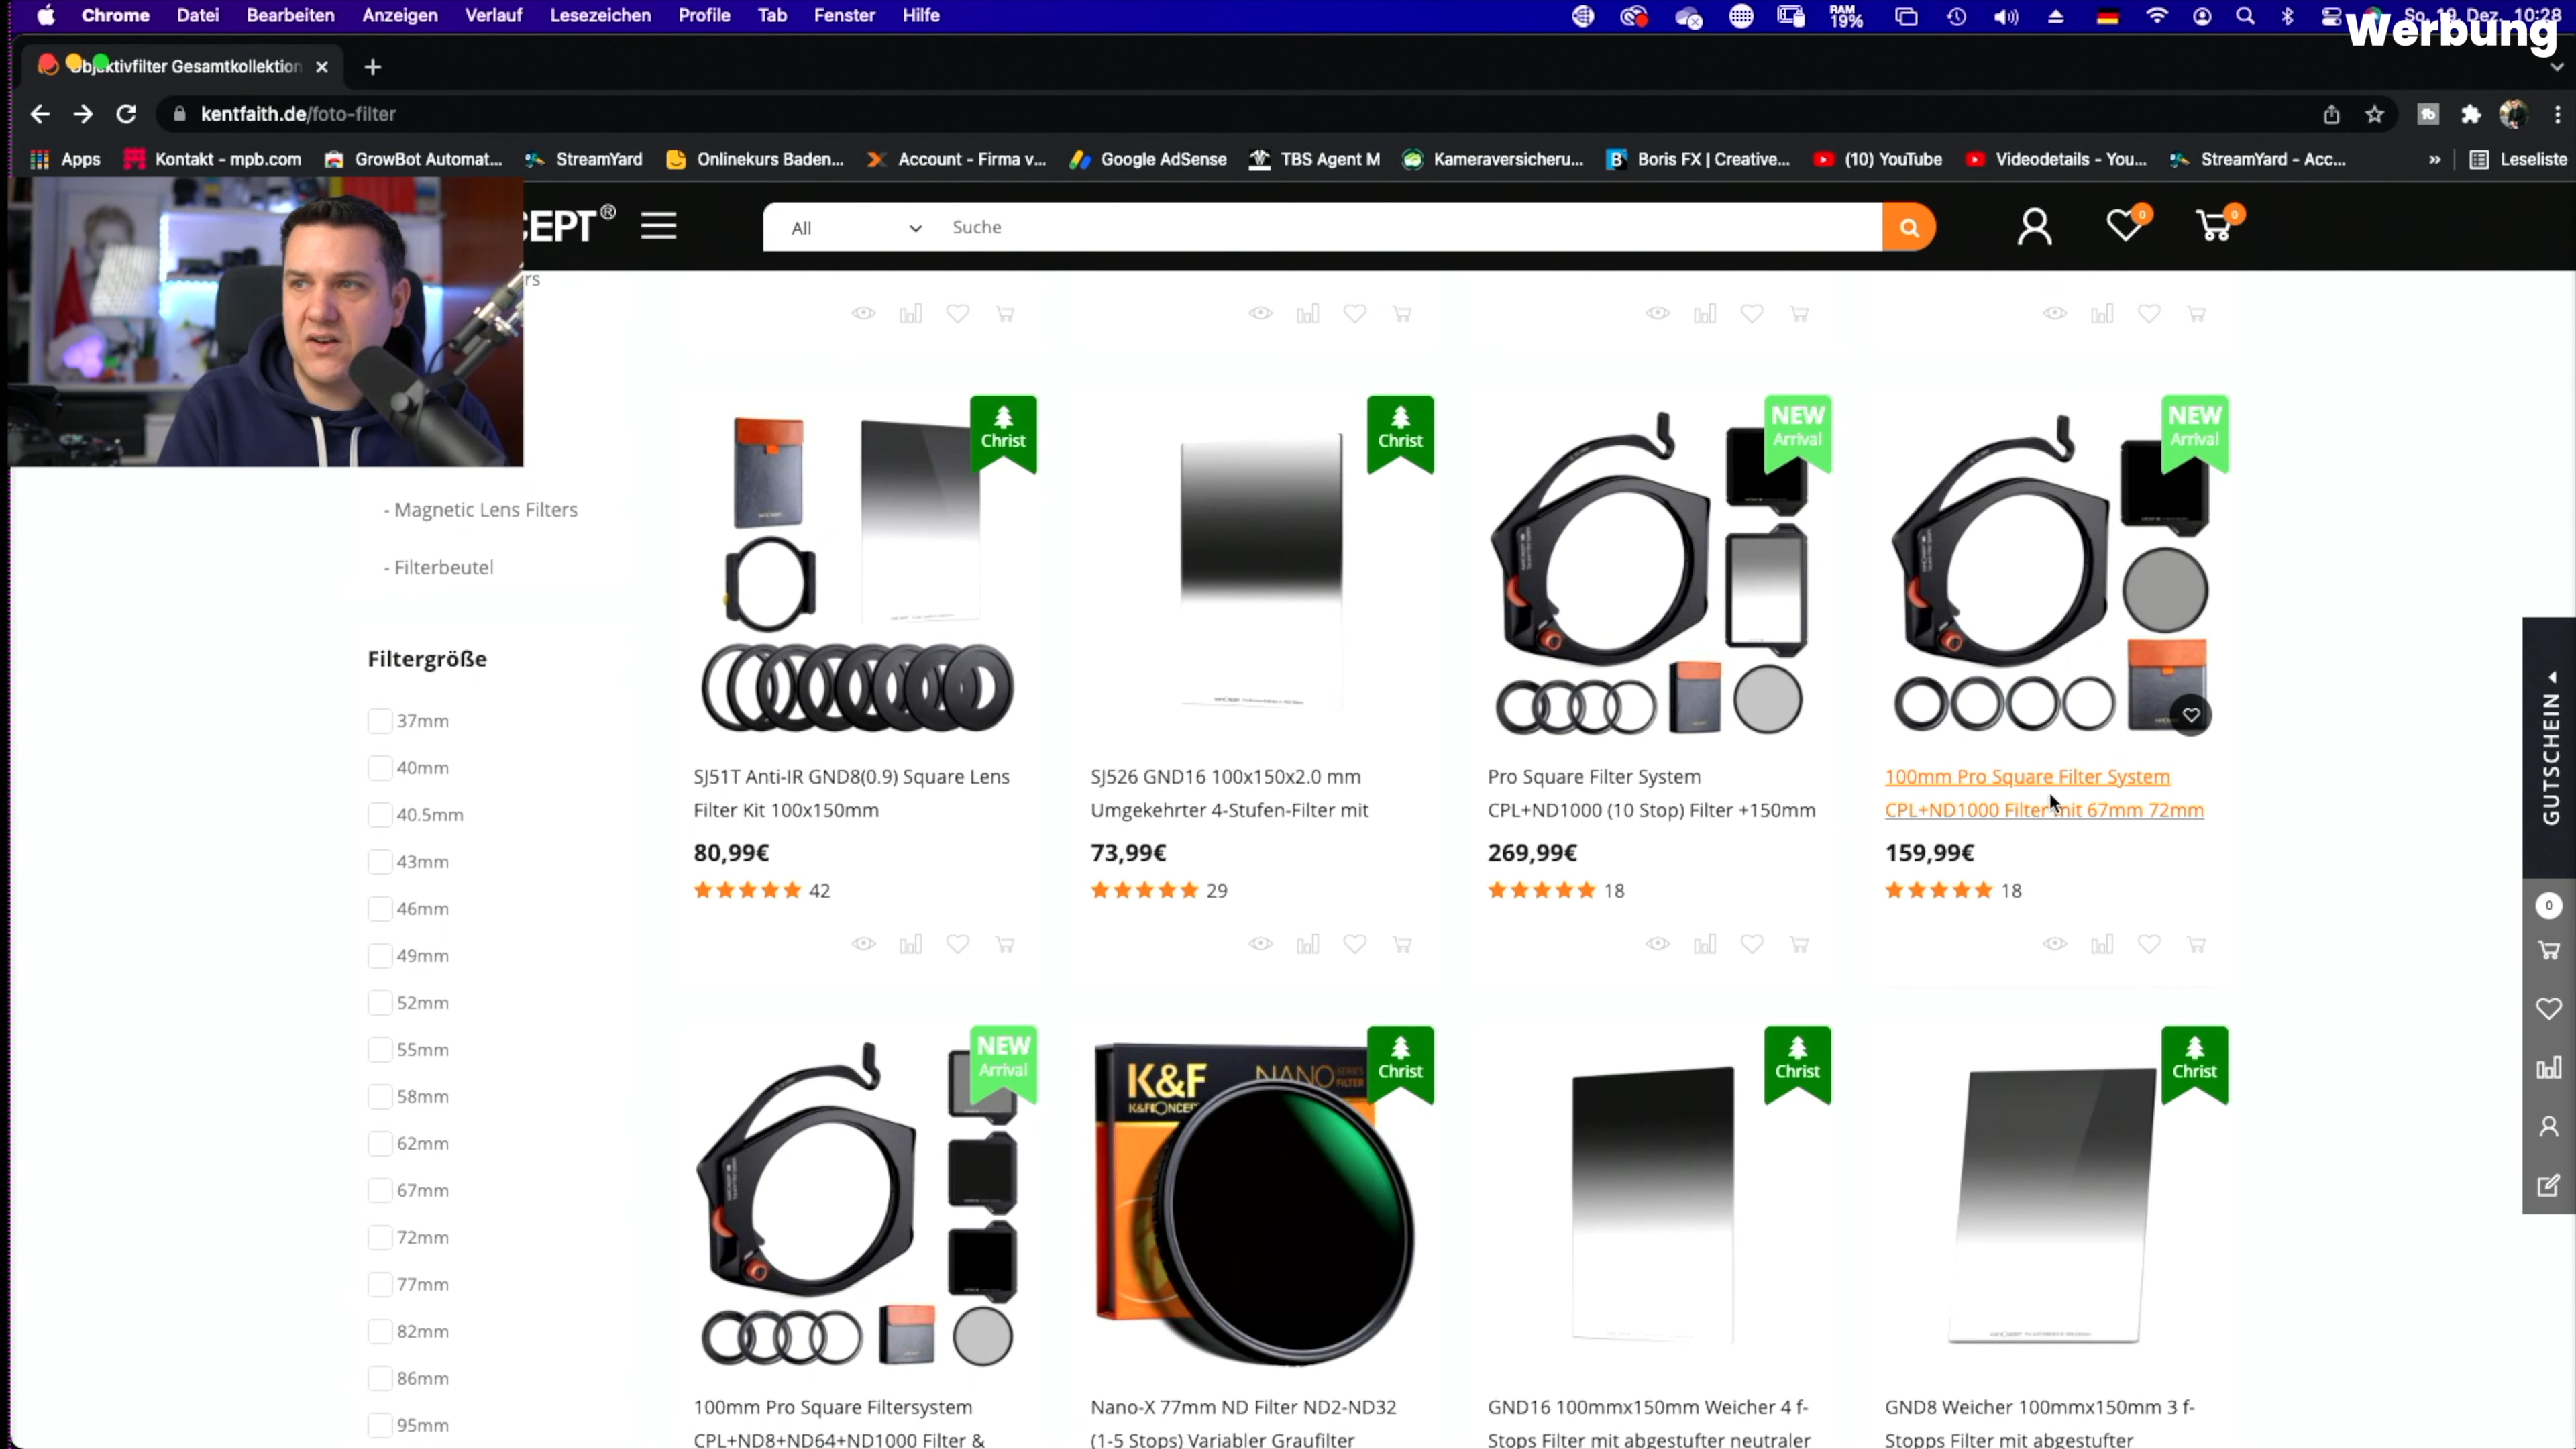 Chrome Datei Bearbeiten Anzeigen Verlauf Lesezeichen Profile Tab Fenster Hilfe RAM 19% So. 19. Dez. 10:28
Werbung
Objektivfilter Gesamtkollektion
kentfaith.de/foto-filter
Apps Kontakt - mpb.com GrowBot Automat... StreamYard Onlinekurs Baden... Account - Firma v... Google AdSense TBS Agent M Kameraversicheru... Boris FX | Creative... (10) YouTube Videodetails - You... StreamYard - Acc... » Leseliste
CEPT® All Suche 0 0
rs
- Magnetic Lens Filters
- Filterbeutel
Filtergröße
37mm
40mm
40.5mm
43mm
46mm
49mm
52mm
55mm
58mm
62mm
67mm
72mm
77mm
82mm
86mm
95mm
Christ
SJ51T Anti-IR GND8(0.9) Square Lens
Filter Kit 100x150mm
80,99€
42
Christ
SJ526 GND16 100x150x2.0 mm
Umgekehrter 4-Stufen-Filter mit
73,99€
29
NEW
Arrival
Pro Square Filter System
CPL+ND1000 (10 Stop) Filter +150mm
269,99€
18
NEW
Arrival
100mm Pro Square Filter System
CPL+ND1000 Filter mit 67mm 72mm
159,99€
18
NEW
Arrival
100mm Pro Square Filtersystem
CPL+ND8+ND64+ND1000 Filter &
Christ
K&F NANO SERIES
FILTER
K&F CONCEPT
Nano-X 77mm ND Filter ND2-ND32
(1-5 Stops) Variabler Graufilter
Christ
GND16 100mmx150mm Weicher 4 f-
Stops Filter mit abgestufter neutraler
Christ
GND8 Weicher 100mmx150mm 3 f-
Stopps Filter mit abgestufter
GUTSCHEIN
0